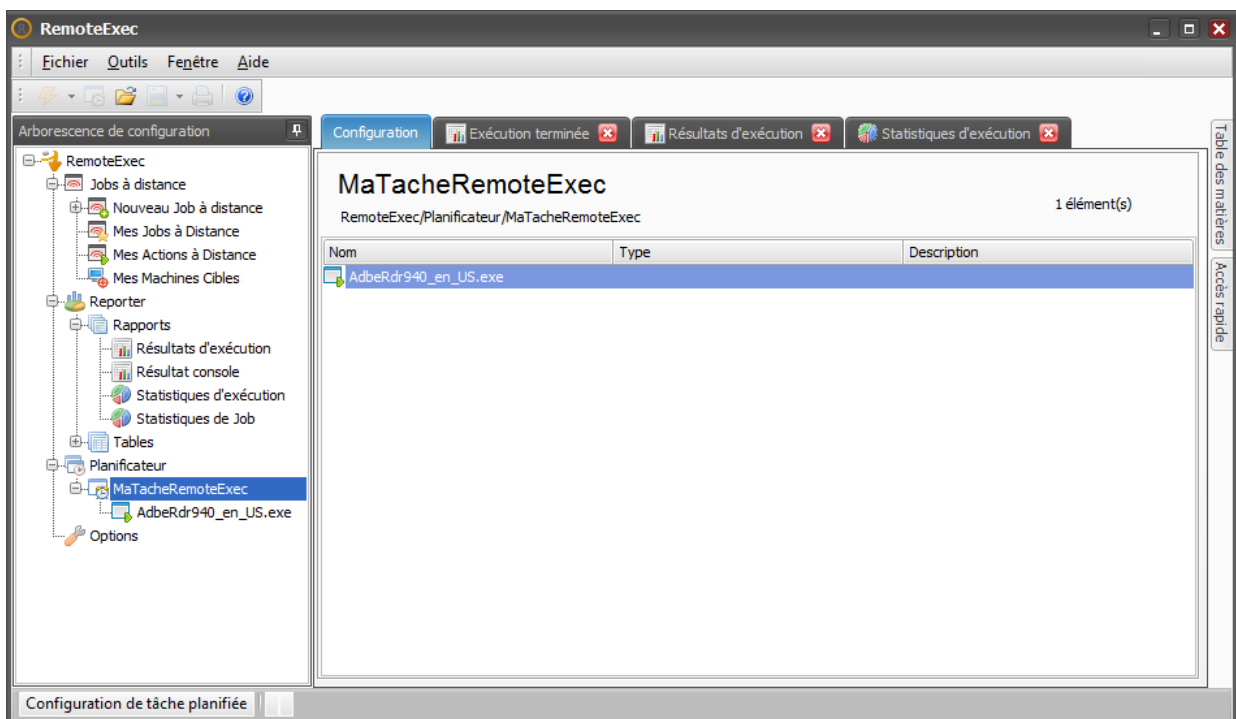 RemoteExec
Fichier Outils Fenêtre Aide
Arborescence de configuration
RemoteExec
Jobs à distance
Nouveau Job à distance
Mes Jobs à Distance
Mes Actions à Distance
Mes Machines Cibles
Reporter
Rapports
Résultats d'exécution
Résultat console
Statistiques d'exécution
Statistiques de Job
Tables
Planificateur
MaTacheRemoteExec
AdbeRdr940_en_US.exe
Options
Configuration Exécution terminée Résultats d'exécution Statistiques d'exécution
MaTacheRemoteExec
1 élément(s)
RemoteExec/Planificateur/MaTacheRemoteExec
Nom Type Description
AdbeRdr940_en_US.exe
Table des matières
Accès rapide
Configuration de tâche planifiée